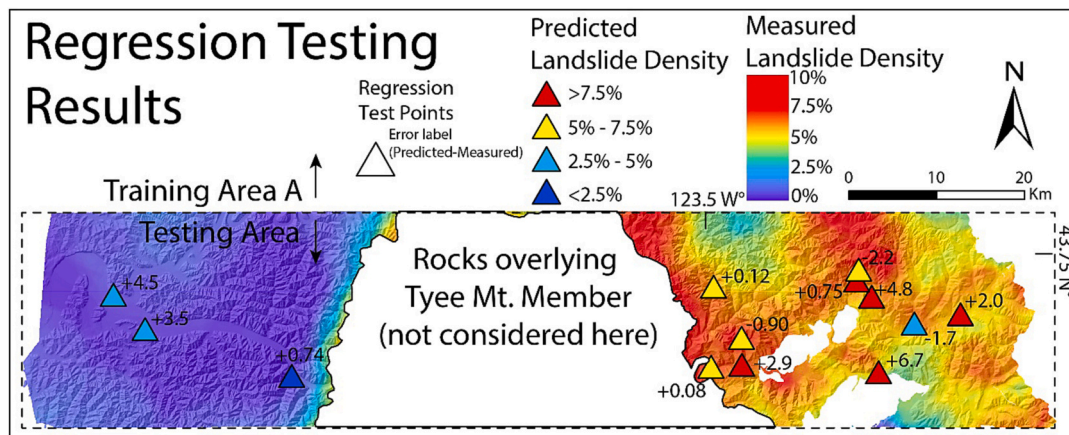 Regression Testing
Results
Regression
Test Points
Error label
(Predicted-Measured)
Predicted
Landslide Density
>7.5%
5% - 7.5%
2.5% - 5%
<2.5%
Measured
Landslide Density
10%
7.5%
5%
2.5%
0%
N
0 10 20
Km
Training Area A
Testing Area
123.5 Wº
43.75 Nº
Rocks overlying
Tyee Mt. Member
(not considered here)
+4.5
+3.5
+0.74
+0.12
-2.2
+0.75
+4.8
+2.0
-1.7
-0.90
+2.9
+0.08
+6.7